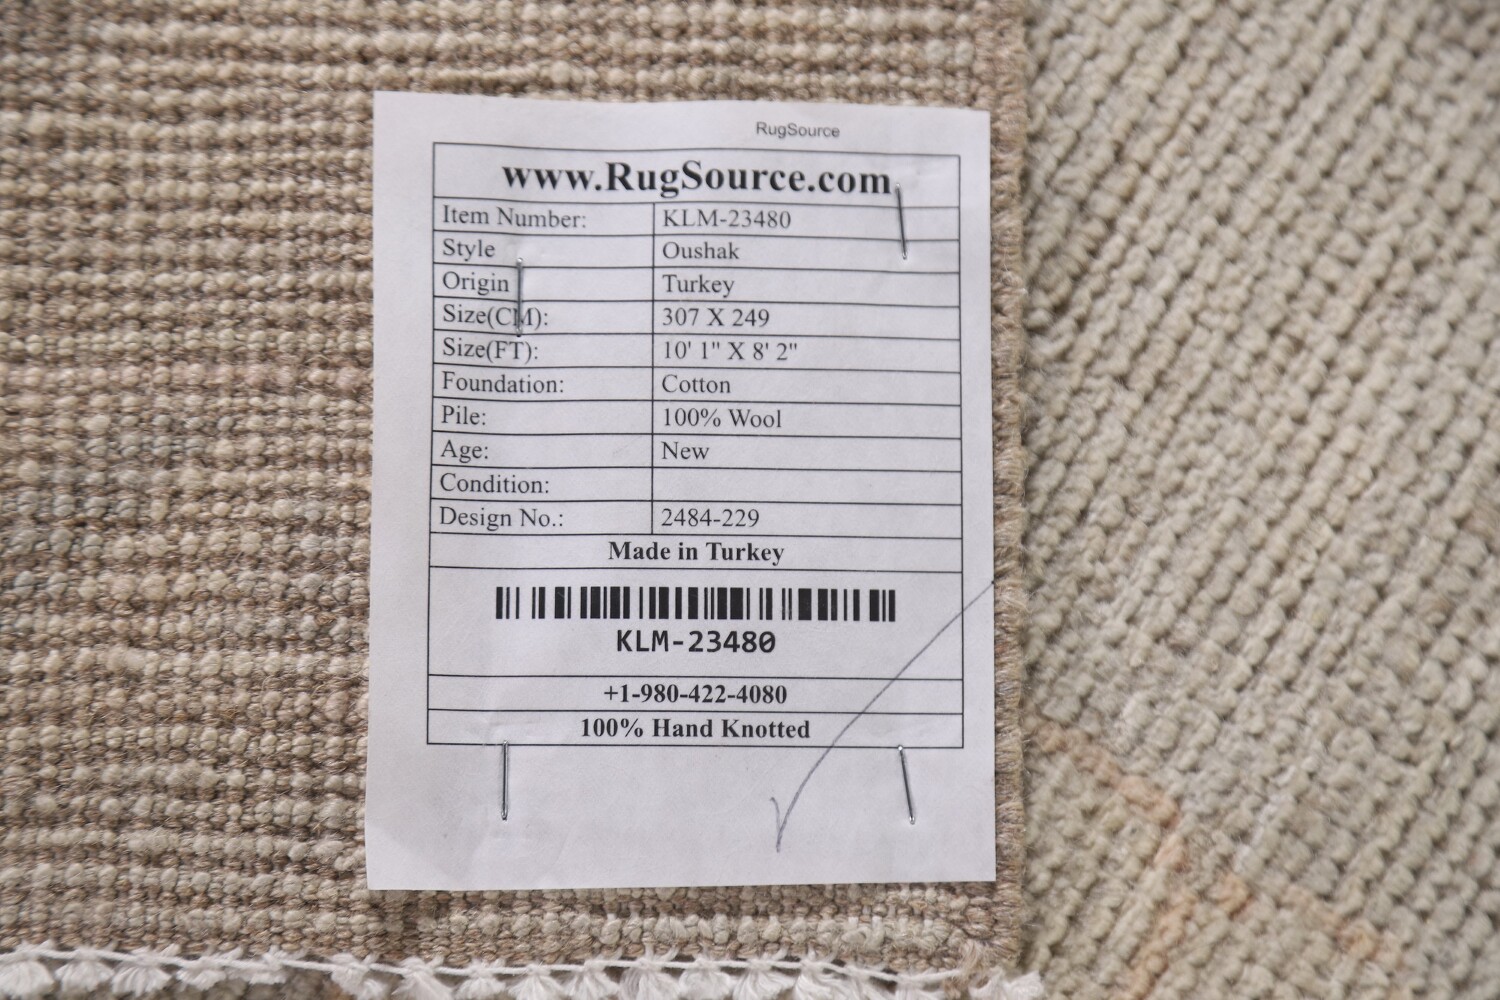 RugSource
www.RugSource.com
Item Number: KLM-23480
Style Oushak
Origin Turkey
Size(CM): 307 X 249
Size(FT): 10' 1" X 8' 2"
Foundation: Cotton
Pile: 100% Wool
Age: New
Condition:
Design No.: 2484-229
Made in Turkey
KLM-23480
+1-980-422-4080
100% Hand Knotted